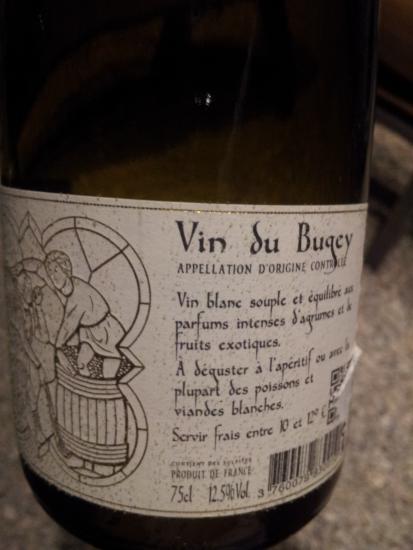 Vin du Bugey
APPELLATION D'ORIGINE CONTRÔLÉE
Vin blanc souple et équilibré aux
parfums intenses d'agrumes et de
fruits exotiques.
À déguster à l'apéritif ou avec la
plupart des poissons et
viandes blanches.
Servir frais entre 10 et 12° C
CONTIENT DES SULFITES
PRODUIT DE FRANCE
75cl 12.5%Vol.
3 760079